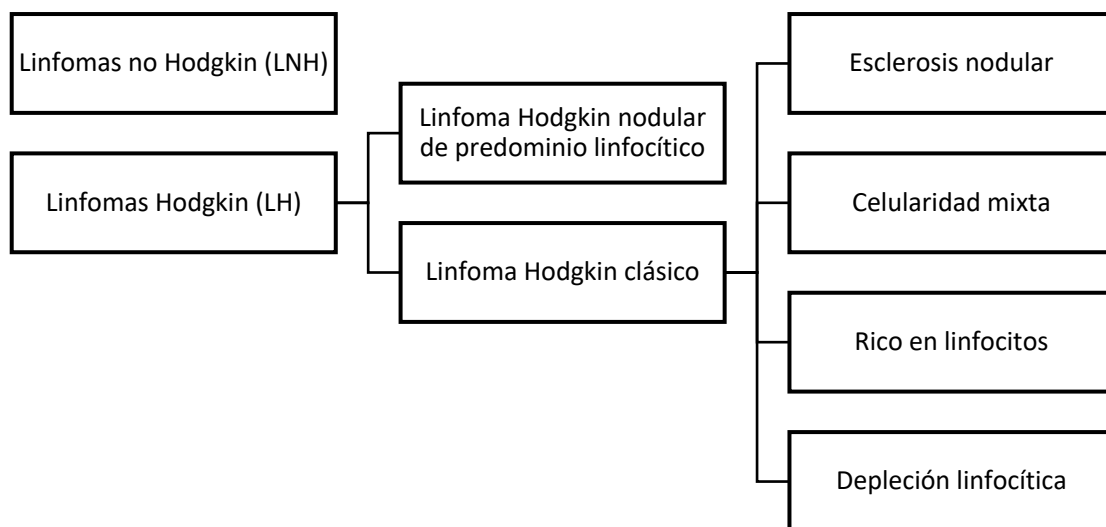 Linfomas no Hodgkin (LNH)
Linfomas Hodgkin (LH)
Linfoma Hodgkin nodular
de predominio linfocítico
Linfoma Hodgkin clásico
Esclerosis nodular
Celularidad mixta
Rico en linfocitos
Depleción linfocítica